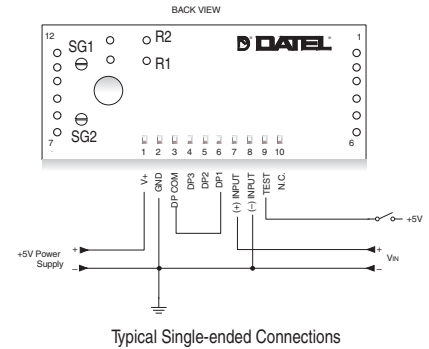 BACK VIEW
12
SG1
R2
R1
DATEL
1
SG2
7
6
1 2 3 4 5 6 7 8 9 10
V+
GND
DP COM
DP3
DP2
DP1
(+) INPUT
(–) INPUT
TEST
N.C.
+5V
+5V Power
Supply
+
–
+
VIN
–
Typical Single-ended Connections